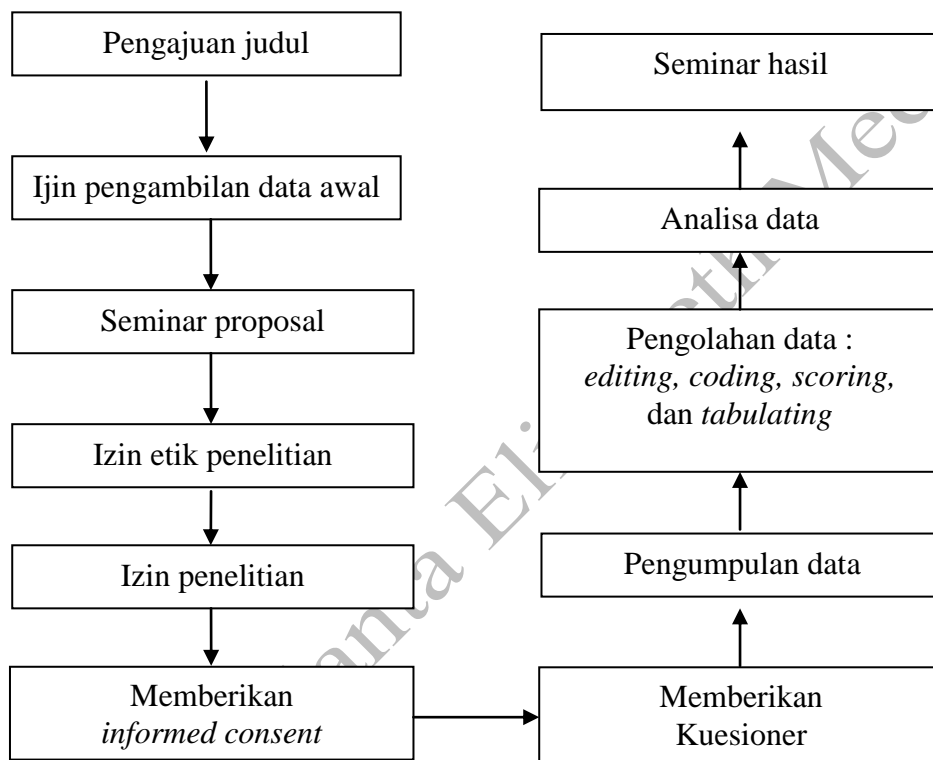 Pengajuan judul
Ijin pengambilan data awal
Seminar proposal
Izin etik penelitian
Izin penelitian
Memberikan
informed consent
Memberikan
Kuesioner
Pengumpulan data
Pengolahan data :
editing, coding, scoring,
dan tabulating
Analisa data
Seminar hasil